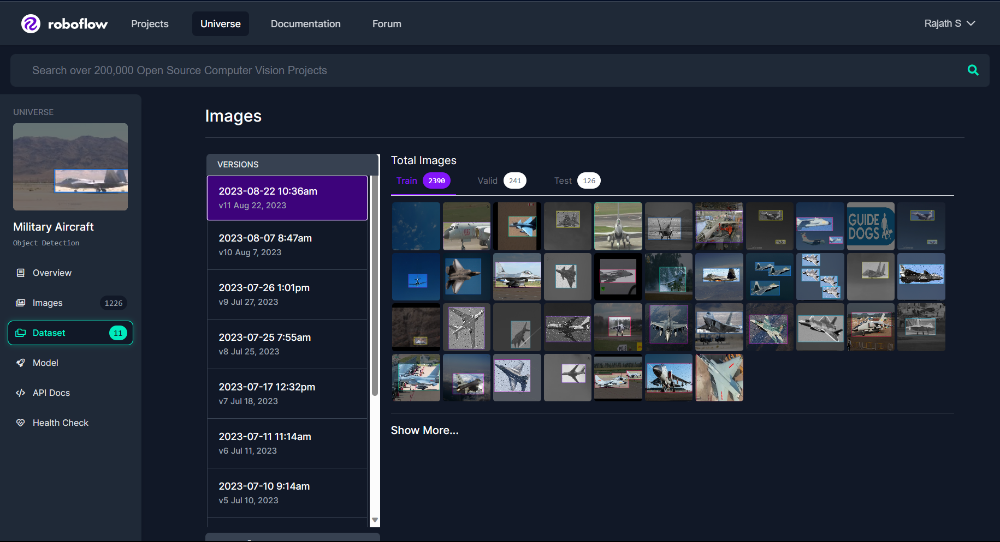 roboflow
Projects
Universe
Documentation
Forum
Rajath S
Search over 200,000 Open Source Computer Vision Projects
UNIVERSE
Military Aircraft
Object Detection
Overview
Images 1226
Dataset 11
Model
API Docs
Health Check
Images
VERSIONS
2023-08-22 10:36am
v11 Aug 22, 2023
2023-08-07 8:47am
v10 Aug 7, 2023
2023-07-26 1:01pm
v9 Jul 27, 2023
2023-07-25 7:55am
v8 Jul 25, 2023
2023-07-17 12:32pm
v7 Jul 18, 2023
2023-07-11 11:14am
v6 Jul 11, 2023
2023-07-10 9:14am
v5 Jul 10, 2023
Total Images
Train 2390
Valid 241
Test 126
GUIDE
DOGS
PO-2
Show More...